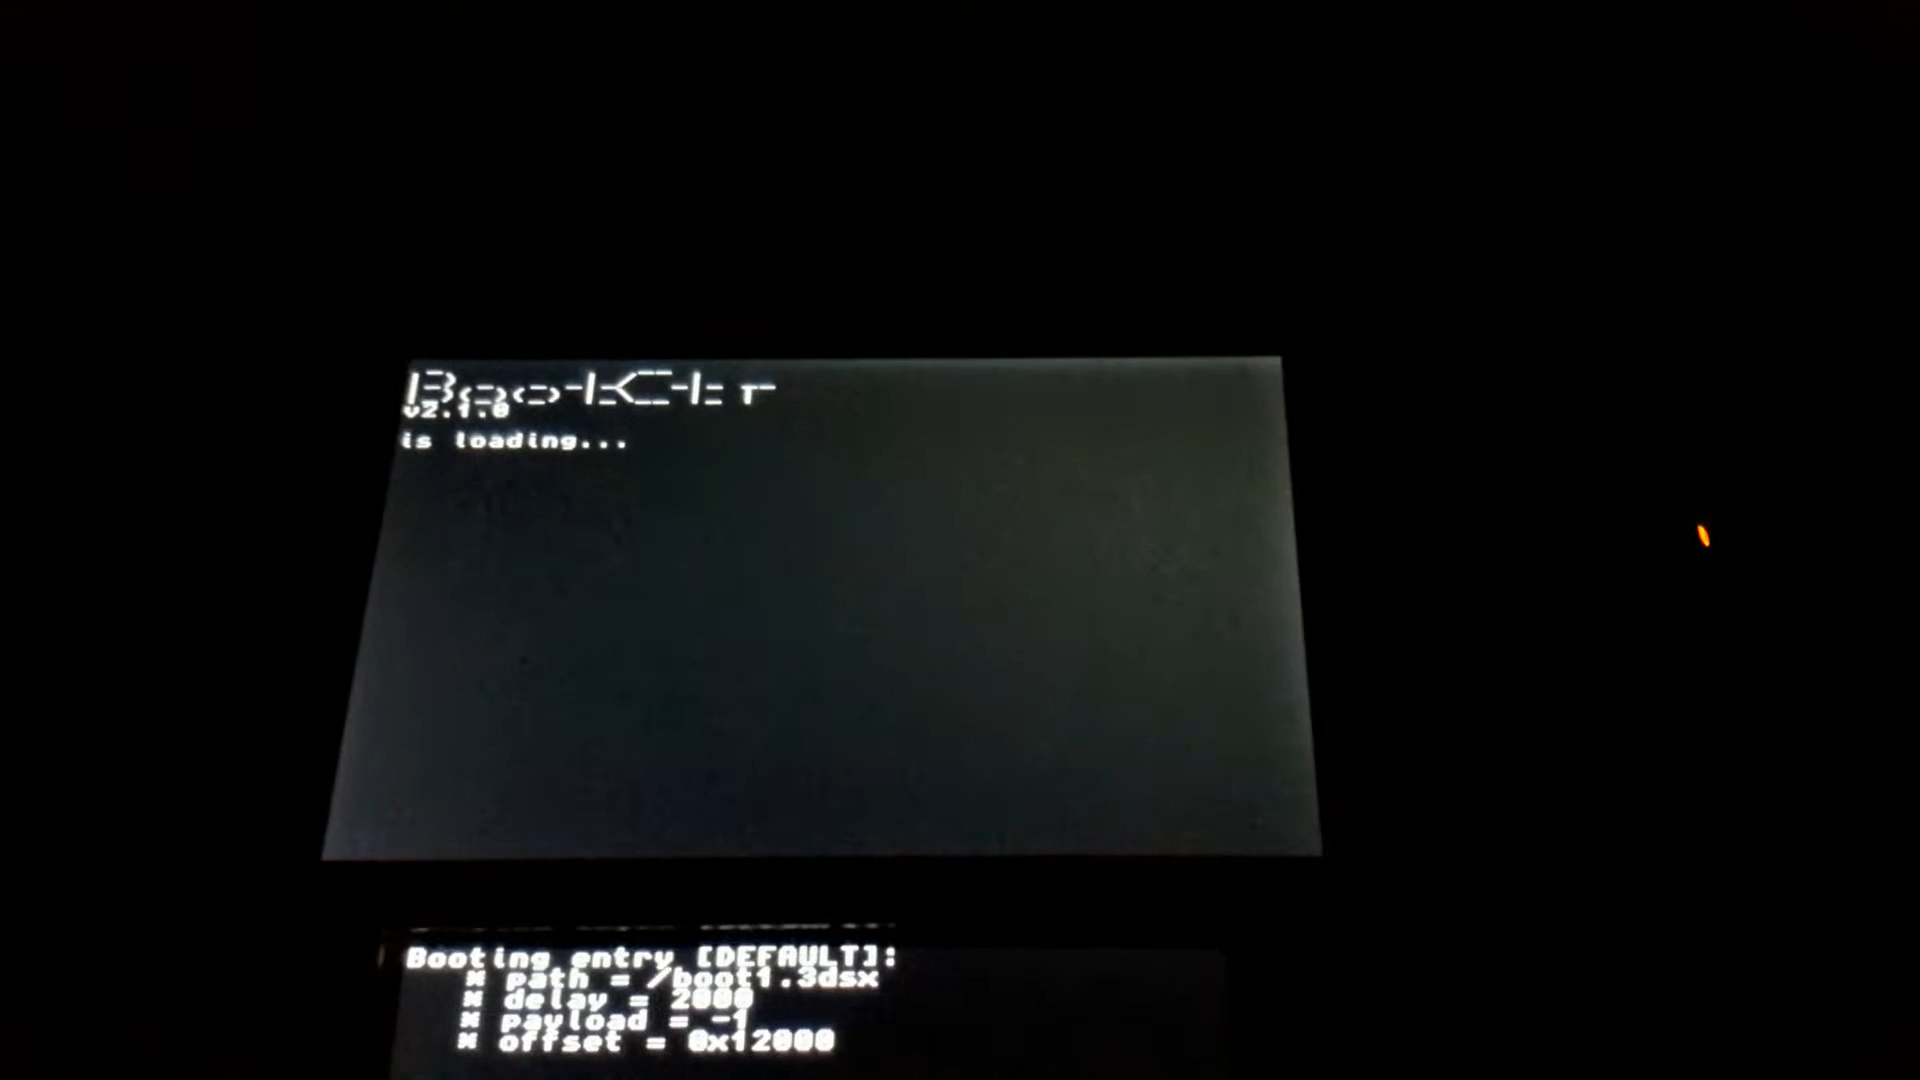 BootCtr
v2.1.0
is loading...
Booting entry [DEFAULT]:
* path = /boot1.3dsx
* delay = 2000
* payload = -1
* offset = 0x12000